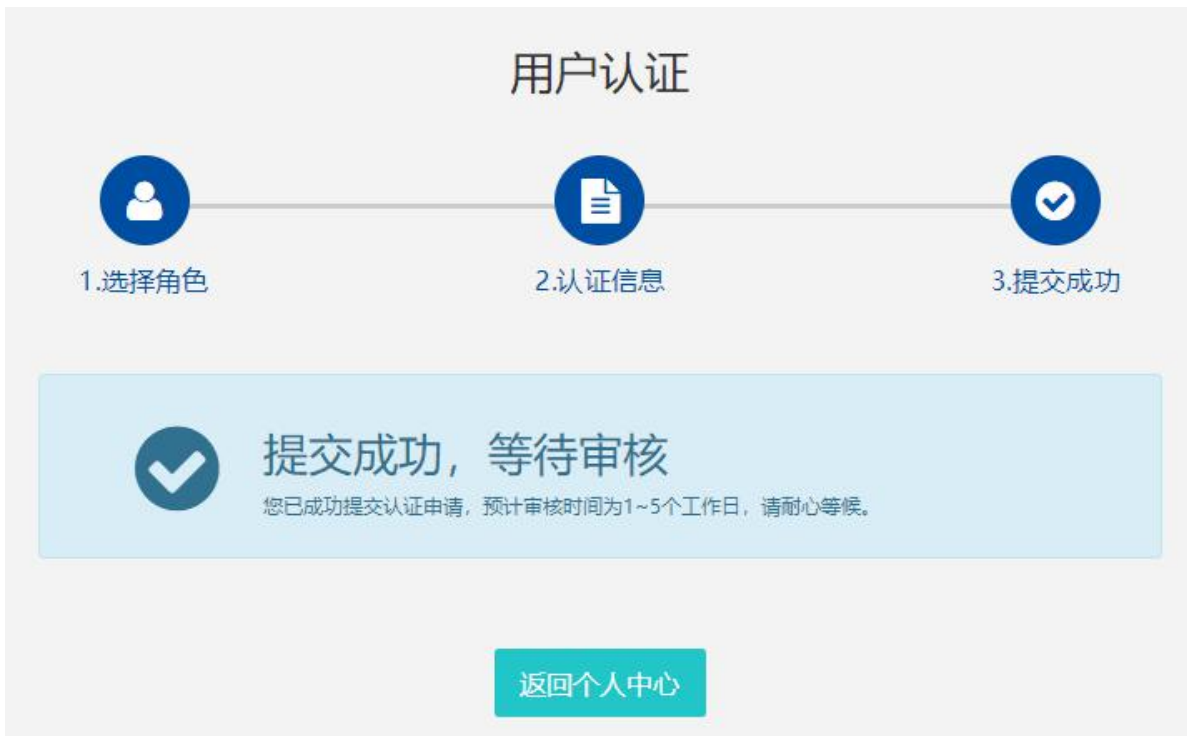 用户认证
1.选择角色
2.认证信息
3.提交成功
提交成功，等待审核
您已成功提交认证申请，预计审核时间为1~5个工作日，请耐心等候。
返回个人中心